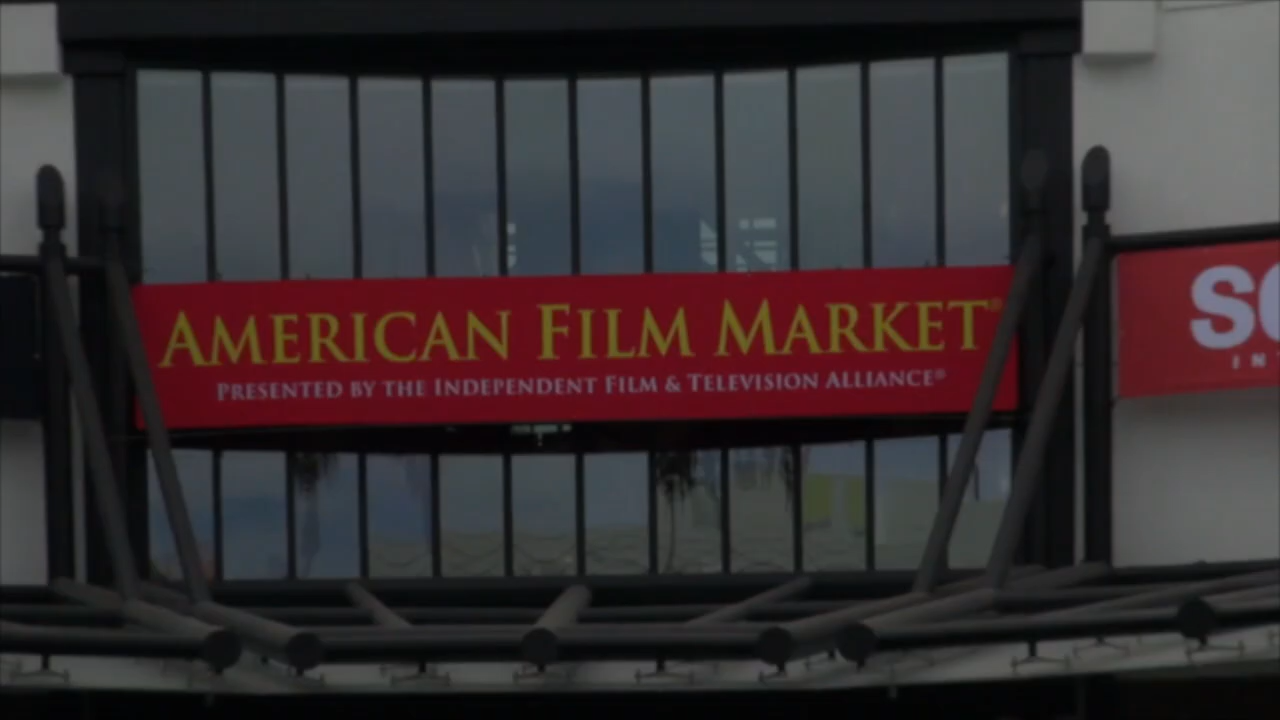 AMERICAN FILM MARKET®
PRESENTED BY THE INDEPENDENT FILM & TELEVISION ALLIANCE®